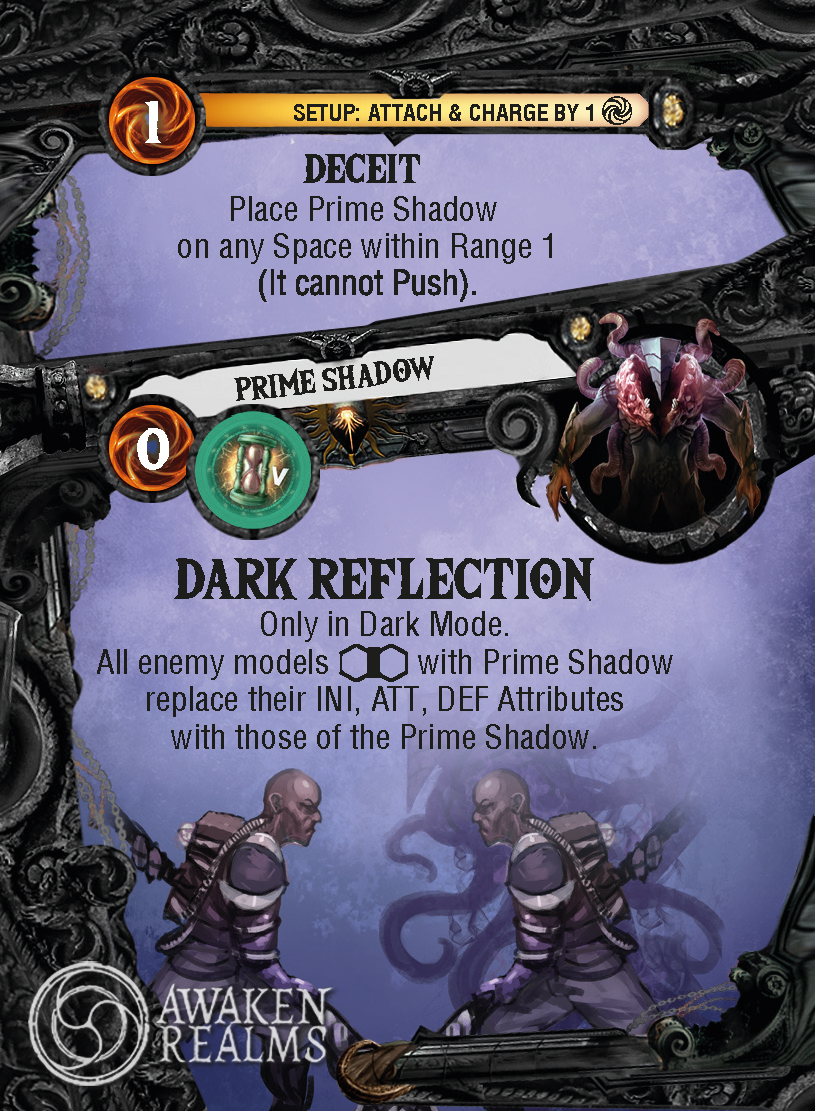 1
SETUP: ATTACH & CHARGE BY 1
DECEIT
Place Prime Shadow
on any Space within Range 1
(It cannot Push).
PRIME SHADOW
0
V
DARK REFLECTION
Only in Dark Mode.
All enemy models with Prime Shadow
replace their INI, ATT, DEF Attributes
with those of the Prime Shadow.
AWAKEN
REALMS